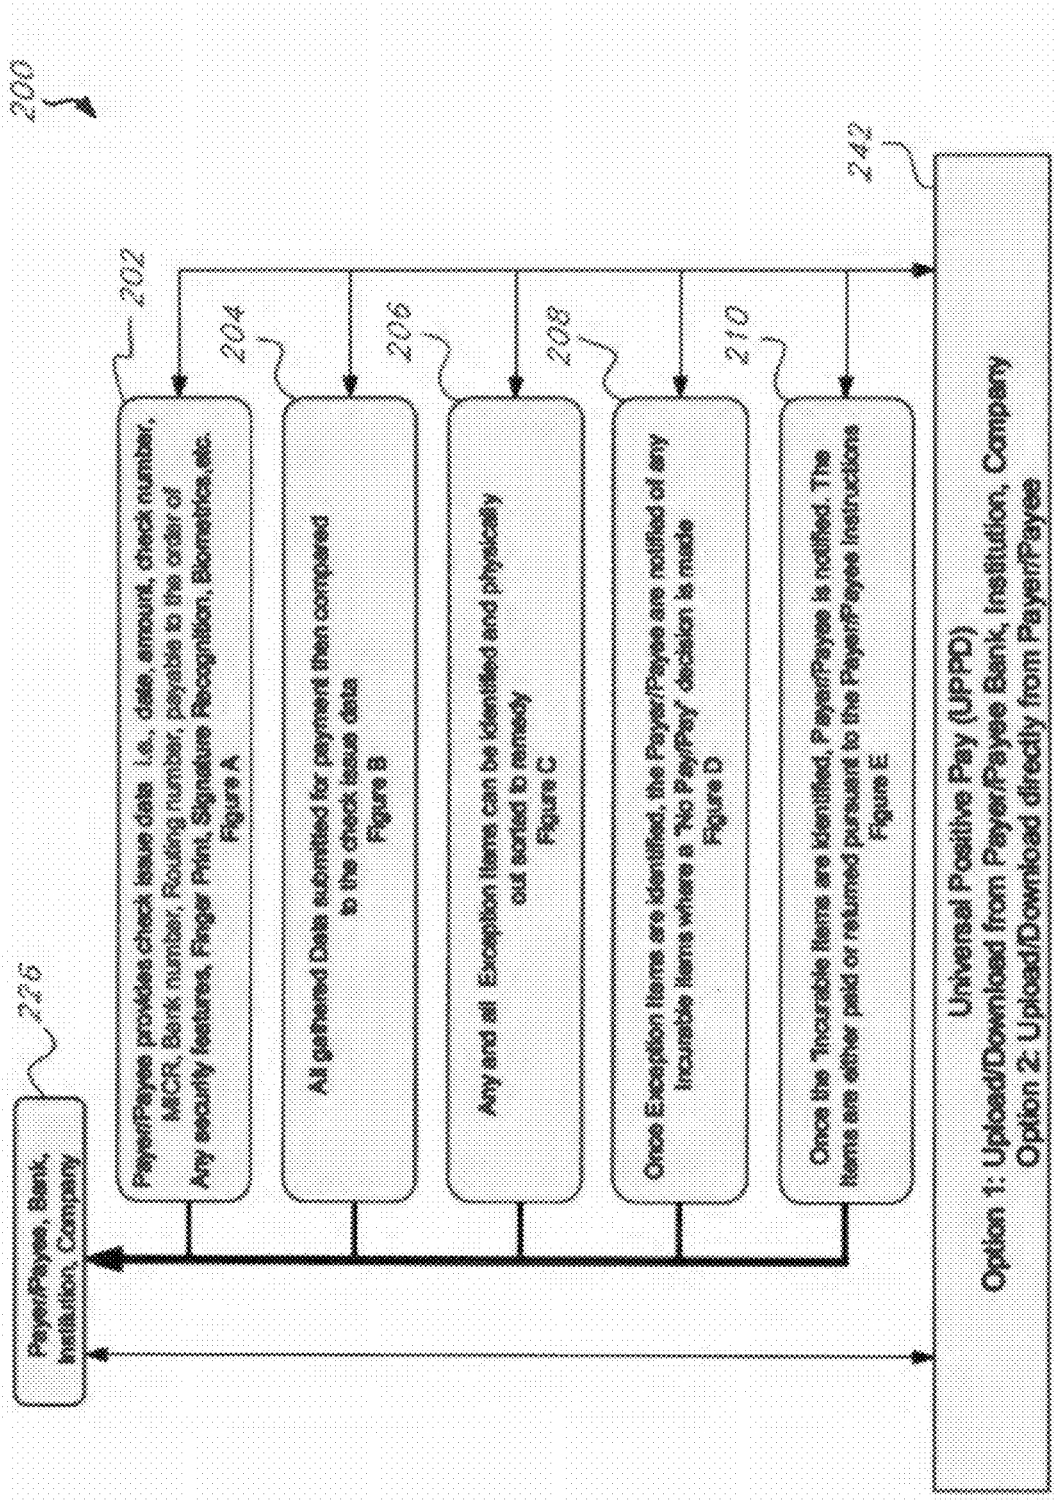 200
226
Payer/Payee, Bank,
Institution, Company
202
Payer/Payee provides check issue data i.e., date, amount, check number,
MICR, Bank number, Routing number, payable to the order of
Any security features, Finger Print, Signature Recognition, Biometrics,etc.
Figure A
204
All gathered Data submitted for payment then compared
to the check issue data
Figure B
206
Any and all Exception Items can be identified and physically
out sorted to remedy
Figure C
208
Once Exception Items are identified, the Payer/Payee are notified of any
Incurable items where a "No Pay/Pay" decision is made
Figure D
210
Once the "Incurable Items are identified, Payer/Payee is notified. The
Items are either paid or returned pursuant to the Payer/Payee Instructions
Figure E
242
Universal Positive Pay (UPPD)
Option 1: Upload/Download from Payer/Payee Bank, Institution, Company
Option 2: Upload/Download directly from Payer/Payee